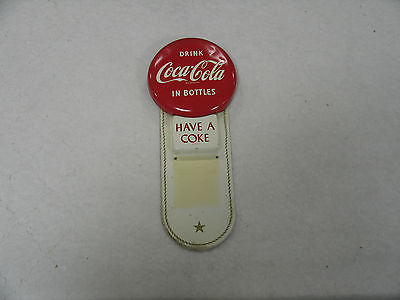 DRINK
Coca-Cola
IN BOTTLES
HAVE A
COKE